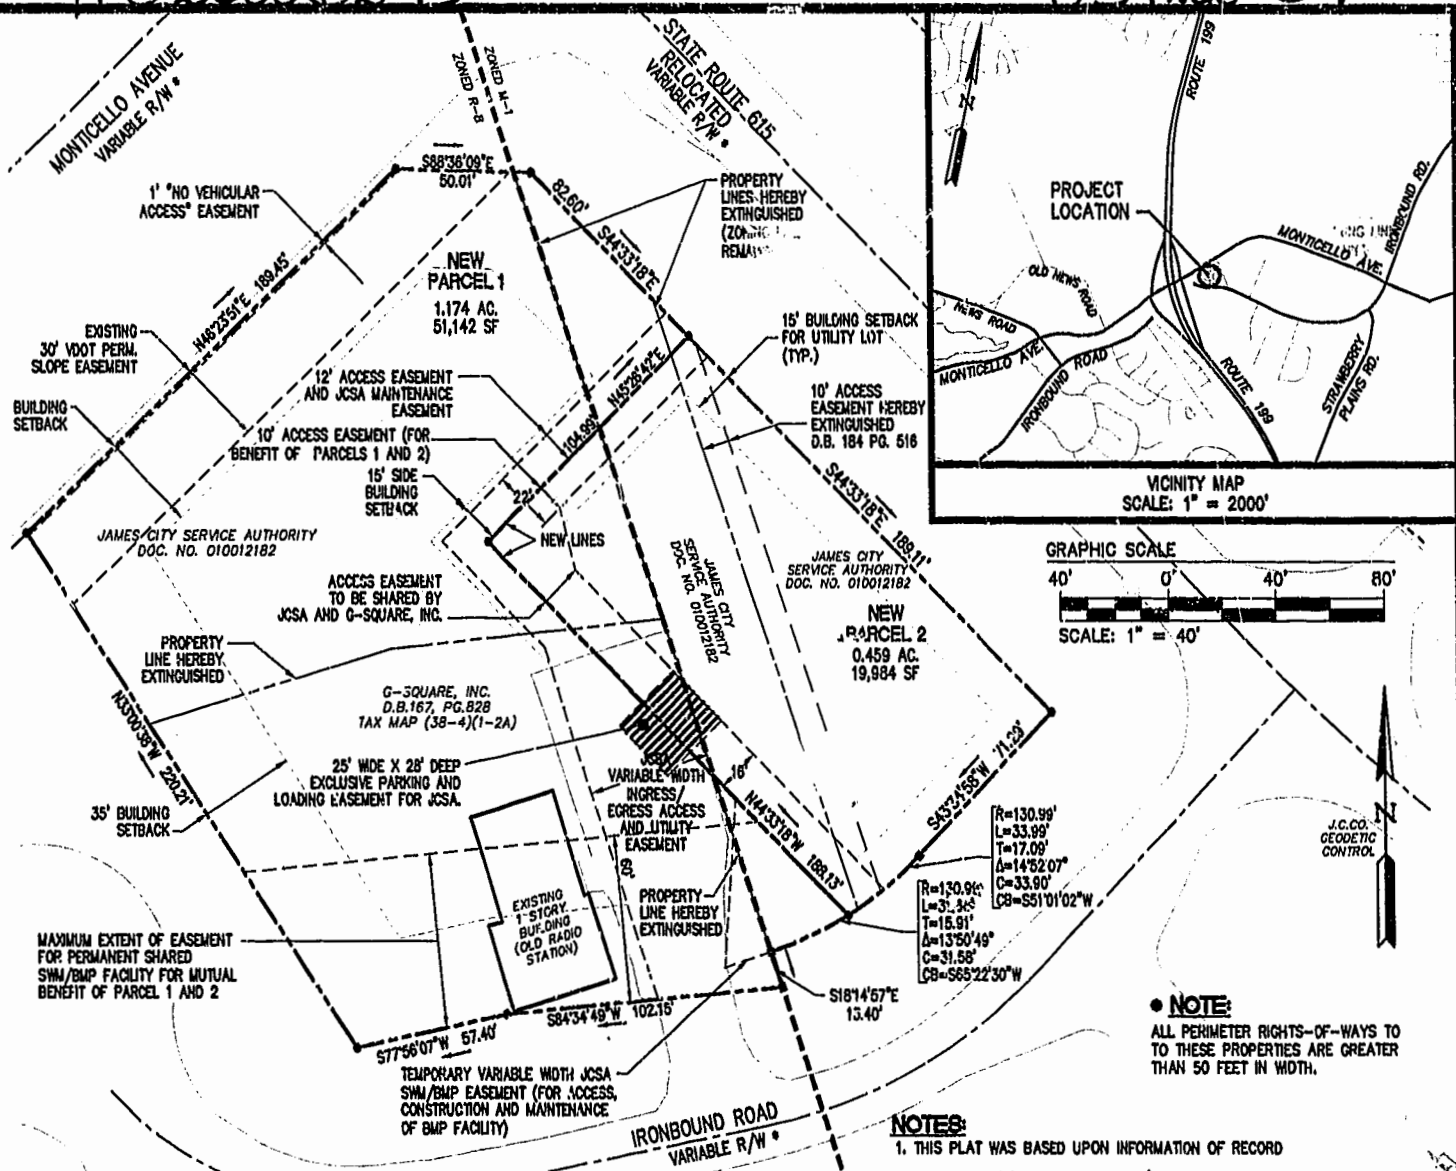 MONTICELLO AVENUE
VARIABLE R/W *
ZONED M-1
ZONED R-8
STATE ROUTE 615
RELOCATED
VARIABLE R/W *
S88°36'09"E
50.01'
1' "NO VEHICULAR
ACCESS" EASEMENT
82.60'
S44°33'18"E
PROPERTY
LINES HEREBY
EXTINGUISHED
NEW
PARCEL 1
1.174 AC.
51,142 SF
N46°23'51"E 189.45'
EXISTING
30' VDOT PERM.
SLOPE EASEMENT
15' BUILDING SETBACK
FOR UTILITY LOT
(TYP.)
12' ACCESS EASEMENT
AND JCSA MAINTENANCE
EASEMENT
N45°26'42"E
104.99'
BUILDING
SETBACK
10' ACCESS
EASEMENT HEREBY
EXTINGUISHED
D.B. 184 PG. 516
10' ACCESS EASEMENT (FOR
BENEFIT OF PARCELS 1 AND 2)
15' SIDE
BUILDING
SETBACK
22'
S44°33'18"E 189.11'
JAMES CITY SERVICE AUTHORITY
DOC. NO. 010012182
NEW LINES
JAMES CITY
SERVICE AUTHORITY
DOC. NO. 010012182
JAMES CITY
SERVICE AUTHORITY
DOC. NO. 010012182
ACCESS EASEMENT
TO BE SHARED BY
JCSA AND G-SQUARE, INC.
NEW
PARCEL 2
0.459 AC.
19,984 SF
PROPERTY
LINE HEREBY
EXTINGUISHED
G-SQUARE, INC.
D.B.167, PG.828
TAX MAP (38-4)(1-2A)
N33°00'38"W 220.21'
25' WIDE X 28' DEEP
EXCLUSIVE PARKING AND
LOADING EASEMENT FOR JCSA.
VARIABLE WIDTH
INGRESS/
EGRESS ACCESS
AND UTILITY
EASEMENT
16'
35' BUILDING
SETBACK
N44°33'18"W 188.13'
S43°34'58"W 71.29'
R=130.99'
L=33.99'
T=17.09'
Δ=14°52'07"
C=33.90'
CB=S51°01'02"W
60'
EXISTING
1-STORY
BUILDING
(OLD RADIO
STATION)
PROPERTY
LINE HEREBY
EXTINGUISHED
T=15.91'
Δ=13°50'49"
C=31.58'
CB=S65°22'30"W
MAXIMUM EXTENT OF EASEMENT
FOR PERMANENT SHARED
SWM/BMP FACILITY FOR MUTUAL
BENEFIT OF PARCEL 1 AND 2
S18°14'57"E
13.40'
S84°34'49"W 102.15'
S77°56'07"W 57.40'
TEMPORARY VARIABLE WIDTH JCSA
SWM/BMP EASEMENT (FOR ACCESS,
CONSTRUCTION AND MAINTENANCE
OF BMP FACILITY)
IRONBOUND ROAD
VARIABLE R/W *
N
ROUTE 199
PROJECT
LOCATION
IRONBOUND RD.
MONTICELLO AVE.
OLD NEWS ROAD
NEWS ROAD
MONTICELLO AVE.
IRONBOUND ROAD
ROUTE 199
STRAWBERRY
PLAINS RD.
VICINITY MAP
SCALE: 1" = 2000'
GRAPHIC SCALE
40' 0' 40' 80'
SCALE: 1" = 40'
N
J.C.CO.
GEODETIC
CONTROL
● NOTE:
ALL PERIMETER RIGHTS-OF-WAYS TO
TO THESE PROPERTIES ARE GREATER
THAN 50 FEET IN WIDTH.
NOTES:
1. THIS PLAT WAS BASED UPON INFORMATION OF RECORD